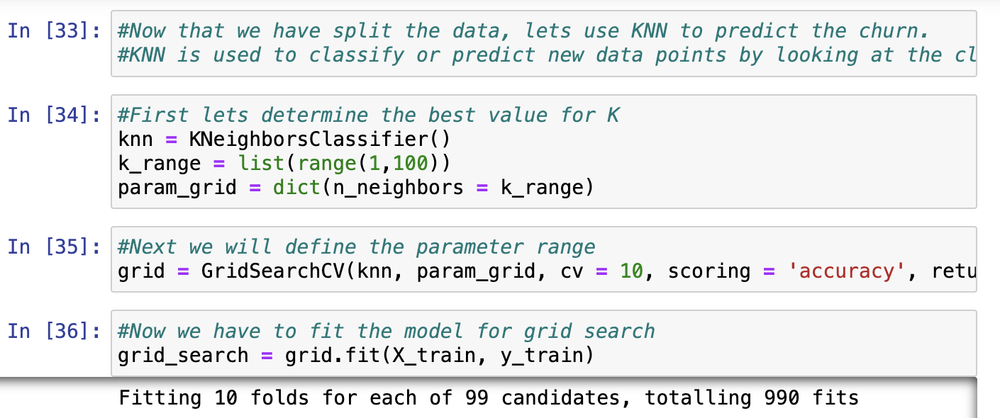 In [33]: #Now that we have split the data, lets use KNN to predict the churn.
#KNN is used to classify or predict new data points by looking at the cl
In [34]: #First lets determine the best value for K
knn = KNeighborsClassifier()
k_range = list(range(1,100))
param_grid = dict(n_neighbors = k_range)
In [35]: #Next we will define the parameter range
grid = GridSearchCV(knn, param_grid, cv = 10, scoring = 'accuracy', retu
In [36]: #Now we have to fit the model for grid search
grid_search = grid.fit(X_train, y_train)
Fitting 10 folds for each of 99 candidates, totalling 990 fits